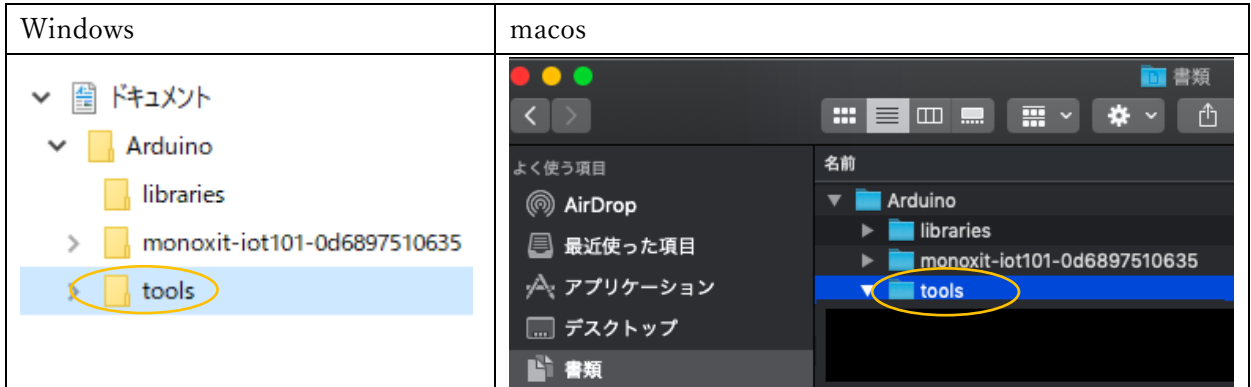 Windows
macos
ドキュメント
Arduino
libraries
monoxit-iot101-0d6897510635
tools
書類
よく使う項目
AirDrop
最近使った項目
アプリケーション
デスクトップ
書類
名前
Arduino
libraries
monoxit-iot101-0d6897510635
tools